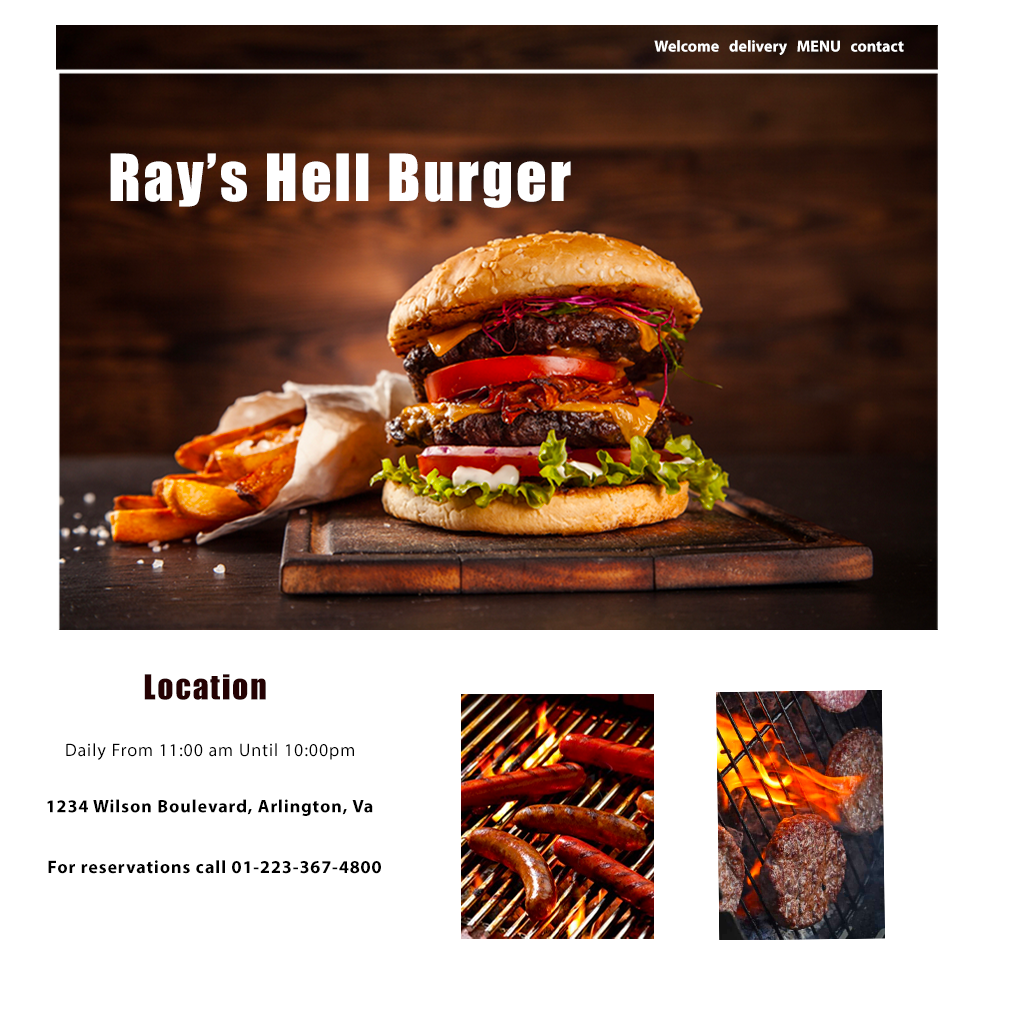 Welcome delivery MENU contact
Ray’s Hell Burger
Location
Daily From 11:00 am Until 10:00pm
1234 Wilson Boulevard, Arlington, Va
For reservations call 01-223-367-4800